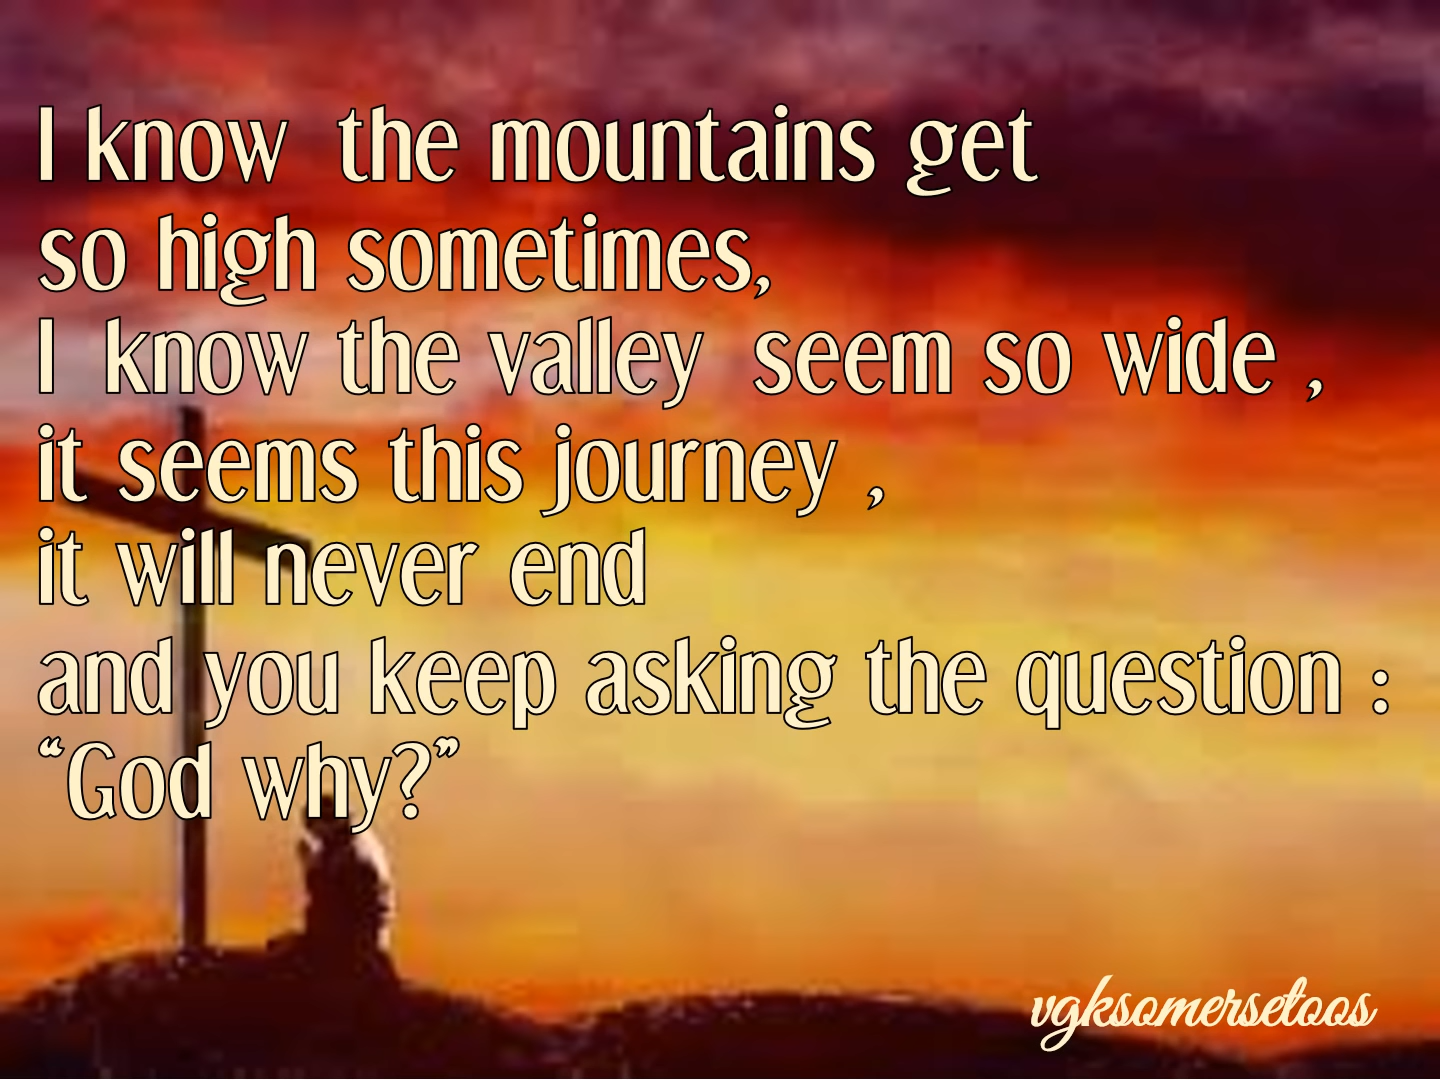 I know the mountains get
so high sometimes,
I know the valley seem so wide ,
it seems this journey ,
it will never end
and you keep asking the question :
“God why?”
vgksomersetoos